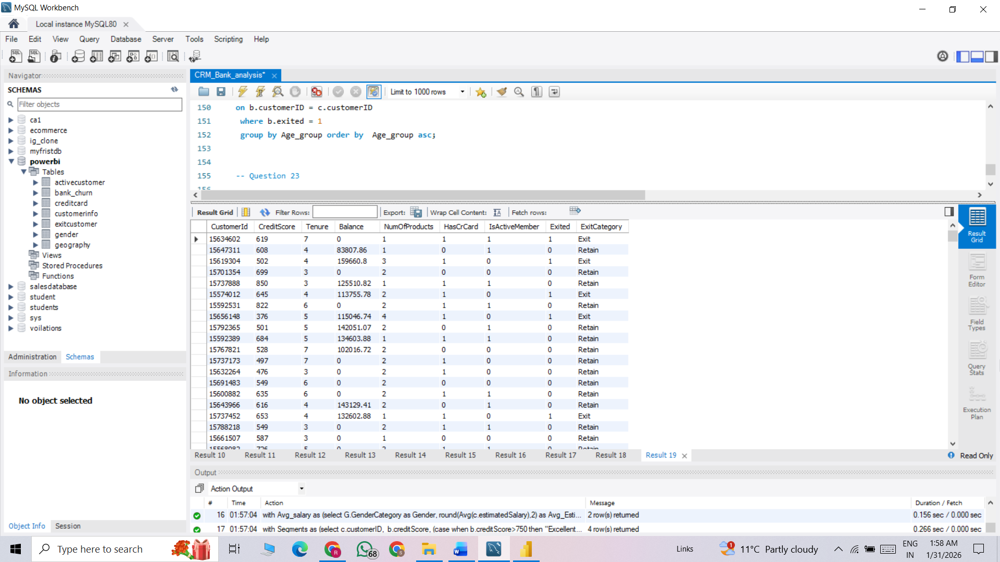 MySQL Workbench
Local instance MySQL80
File Edit View Query Database Server Tools Scripting Help
Navigator
SCHEMAS
Filter objects
ca1
ecommerce
ig_clone
myfristdb
powerbi
Tables
activecustomer
bank_churn
creditcard
customerinfo
exitcustomer
gender
geography
Views
Stored Procedures
Functions
salesdatabase
student
students
sys
voilations
Administration Schemas
Information
No object selected
Object Info Session
CRM_Bank_analysis*
Limit to 1000 rows
150 on b.customerID = c.customerID
151 where b.exited = 1
152 group by Age_group order by Age_group asc;
153
154
155 -- Question 23
156
Result Grid Filter Rows: Export: Wrap Cell Content: Fetch rows:
CustomerId CreditScore Tenure Balance NumOfProducts HasCrCard IsActiveMember Exited ExitCategory
15634602 619 7 0 1 1 1 1 Exit
15647311 608 4 83807.86 1 0 1 0 Retain
15619304 502 4 159660.8 3 1 0 1 Exit
15701354 699 3 0 2 0 0 0 Retain
15737888 850 3 125510.82 1 1 1 0 Retain
15574012 645 4 113755.78 2 1 0 1 Exit
15592531 822 6 0 2 1 1 0 Retain
15656148 376 5 115046.74 4 1 0 1 Exit
15792365 501 5 142051.07 2 0 1 0 Retain
15592389 684 5 134603.88 1 1 1 0 Retain
15767821 528 7 102016.72 2 0 0 0 Retain
15737173 497 7 0 2 1 0 0 Retain
15632264 476 3 0 2 1 0 0 Retain
15691483 549 6 0 2 0 0 0 Retain
15600882 635 6 0 2 1 1 0 Retain
15643966 616 4 143129.41 2 0 1 0 Retain
15737452 653 4 132602.88 1 1 0 1 Exit
15788218 549 3 0 2 1 1 0 Retain
15661507 587 3 0 1 0 0 0 Retain
15568982 726 5 0 2 1 1 0 Retain
Result Grid
Form Editor
Field Types
Query Stats
Execution Plan
Result 10 Result 11 Result 12 Result 13 Result 14 Result 15 Result 16 Result 17 Result 18 Result 19
Read Only
Output
Action Output
# Time Action Message Duration / Fetch
16 01:57:04 with Avg_salary as (select G.GenderCategory as Gender, round(Avg(c.estimatedSalary),2) as Avg_Esti... 2 row(s) returned 0.156 sec / 0.000 sec
17 01:57:04 with Segments as (select c.customerID, b.creditScore, (case when b.creditScore>750 then "Excellent... 4 row(s) returned 0.266 sec / 0.000 sec
Type here to search
68
Links
1
11°C Partly cloudy
ENG
IN
1:58 AM
1/31/2026